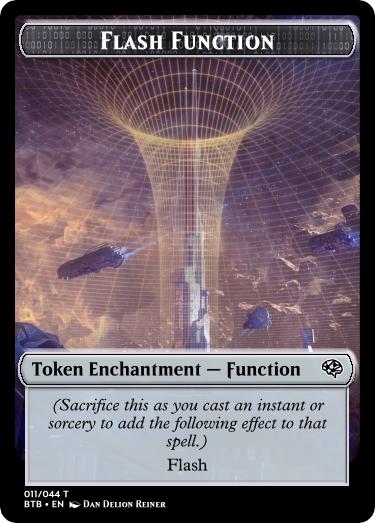 Flash Function
Token Enchantment — Function
(Sacrifice this as you cast an instant or
sorcery to add the following effect to that
spell.)
Flash
011/044 T
BTB • EN Dan Delion Reiner